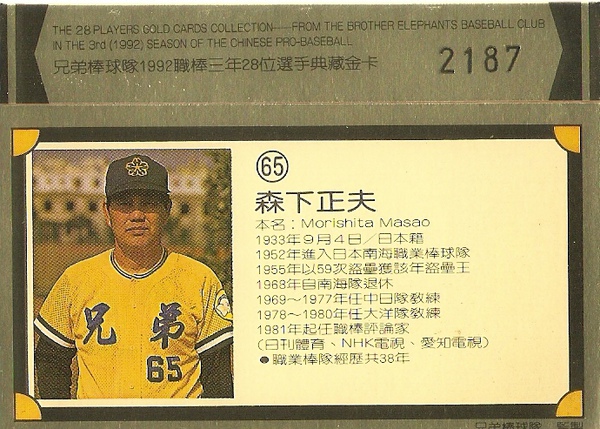 THE 28 PLAYERS GOLD CARDS COLLECTION——FROM THE BROTHER ELEPHANTS BASEBALL CLUB
IN THE 3rd (1992) SEASON OF THE CHINESE PRO-BASEBALL
兄弟棒球隊1992職棒三年28位選手典藏金卡
2187
65
森下正夫
本名：Morishita Masao
1933年9月4日／日本籍
1952年進入日本南海職業棒球隊
1955年以59次盜壘獲該年盜壘王
1968年自南海隊退休
1969～1977年任中日隊教練
1978～1980年任大洋隊教練
1981年起任職棒評論家
(日刊體育、NHK電視、愛知電視)
●職業棒隊經歷共38年
兄弟
65
兄弟棒球隊